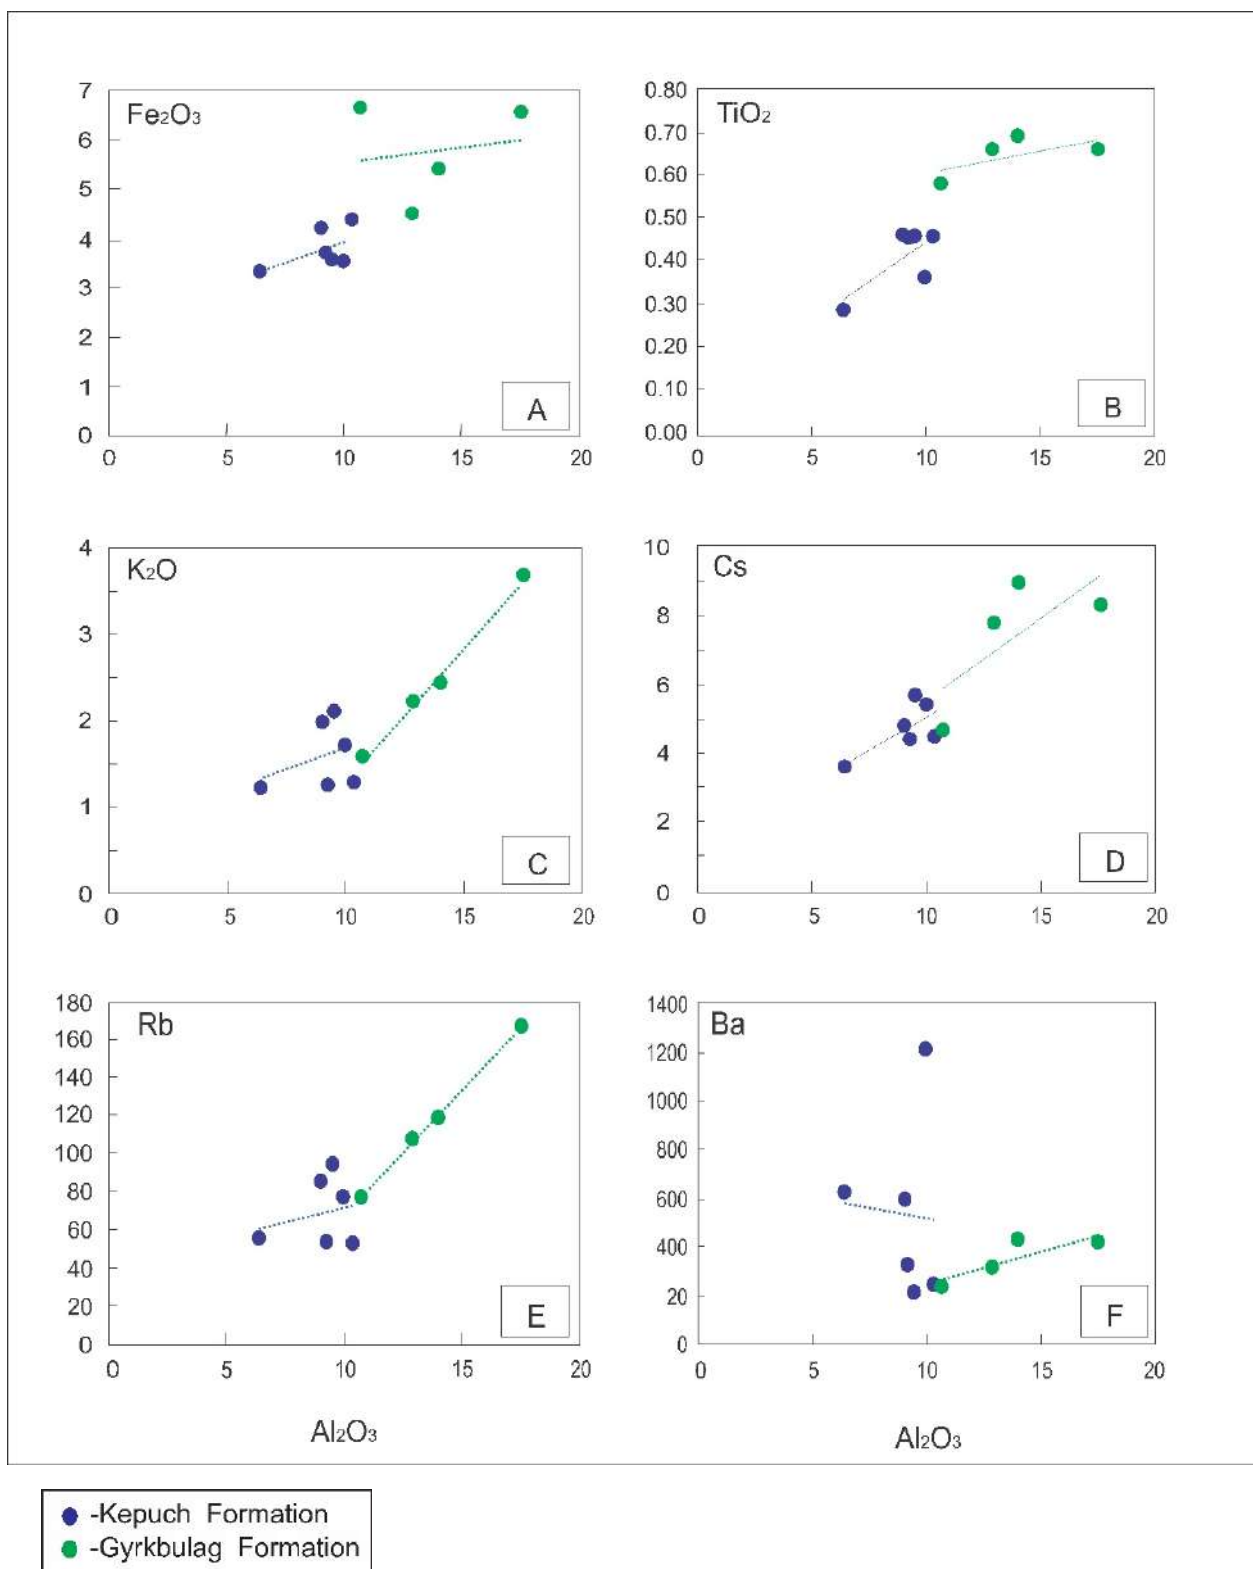 Fe₂O₃
7
6
5
4
3
2
1
0
0 5 10 15 20
A
TiO₂
0.80
0.70
0.60
0.50
0.40
0.30
0.20
0.10
0.00
0 5 10 15 20
B
K₂O
4
3
2
1
0
0 5 10 15 20
C
Cs
10
8
6
4
2
0
0 5 10 15 20
D
Rb
180
160
140
120
100
80
60
40
20
0
0 5 10 15 20
E
Al₂O₃
Ba
1400
1200
1000
800
600
400
200
0
0 5 10 15 20
F
Al₂O₃
-Kepuch Formation
-Gyrkbulag Formation